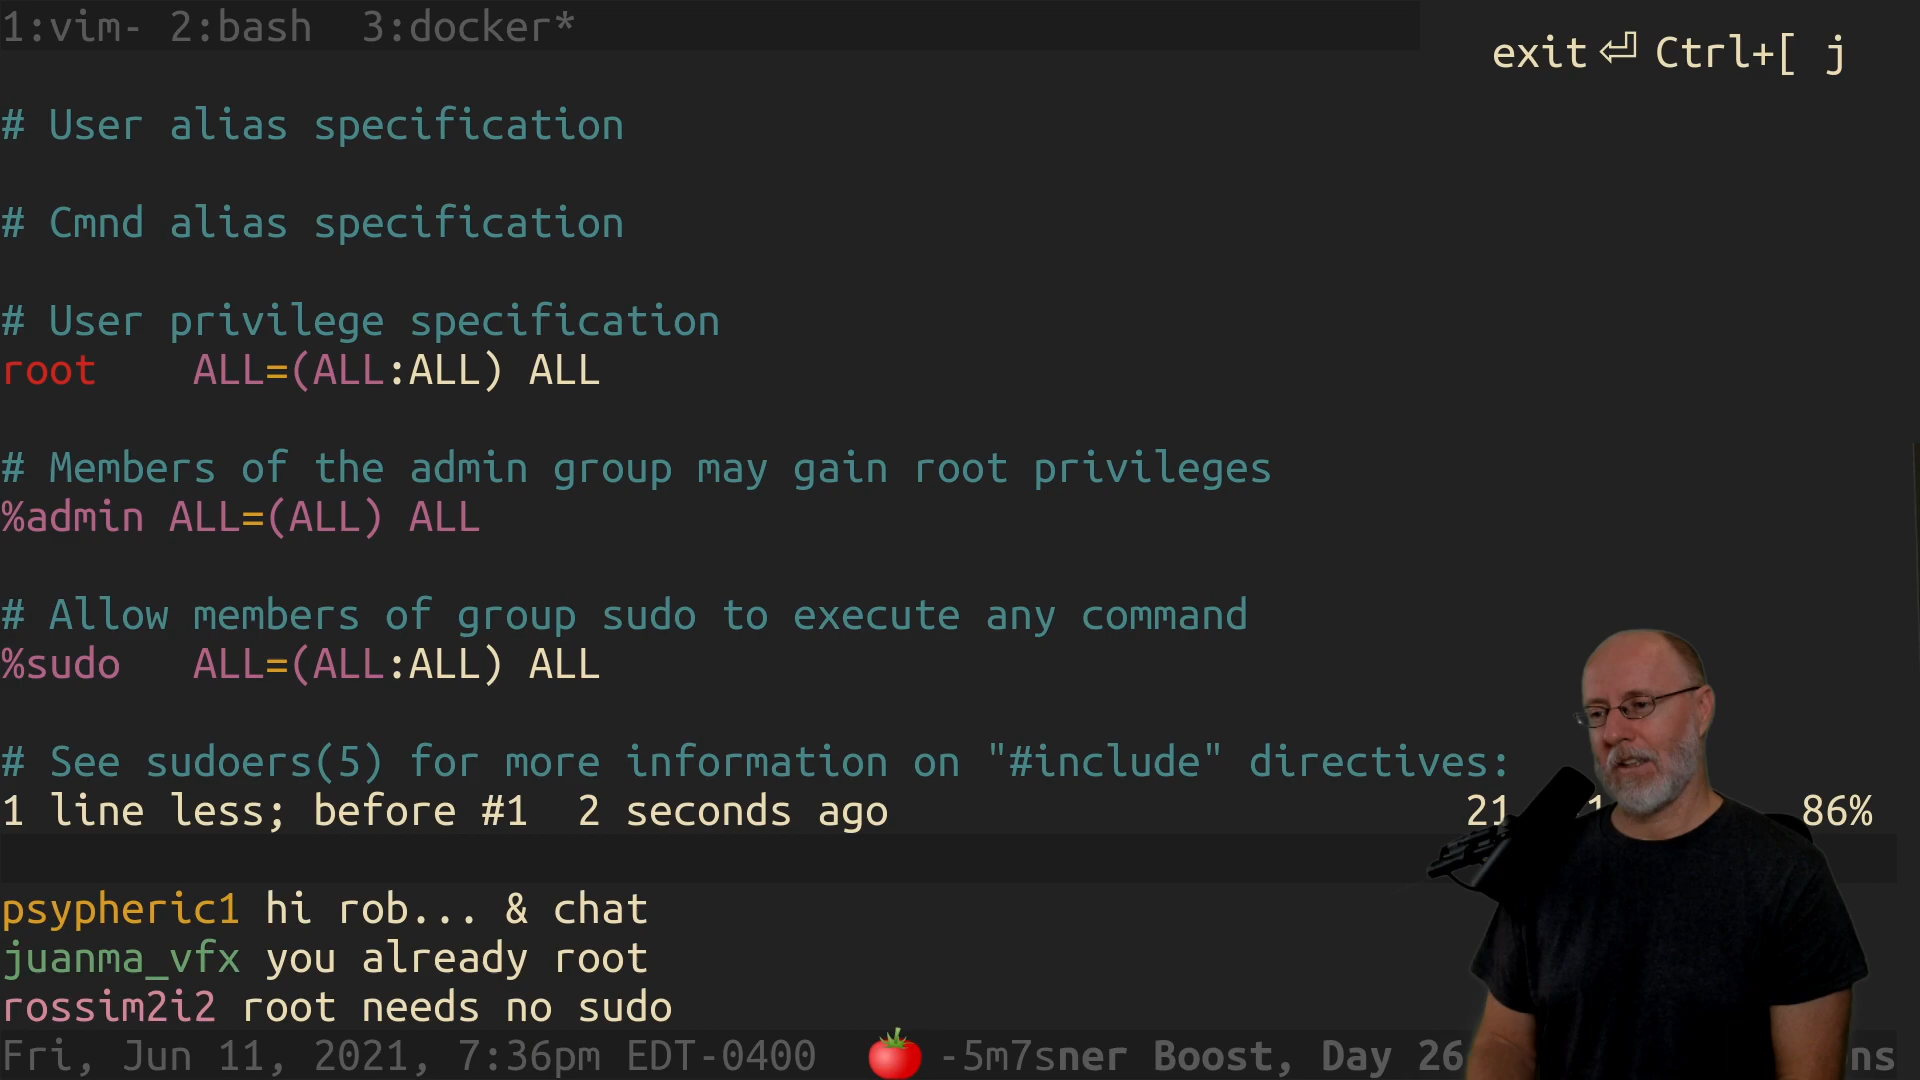 1:vim- 2:bash  3:docker*
exit⏎ Ctrl+[ j
# User alias specification
# Cmnd alias specification
# User privilege specification
root    ALL=(ALL:ALL) ALL
# Members of the admin group may gain root privileges
%admin ALL=(ALL) ALL
# Allow members of group sudo to execute any command
%sudo   ALL=(ALL:ALL) ALL
# See sudoers(5) for more information on "#include" directives:
1 line less; before #1  2 seconds ago 21 86%
psypheric1 hi rob... & chat
juanma_vfx you already root
rossim2i2 root needs no sudo
Fri, Jun 11, 2021, 7:36pm EDT-0400 🍅 -5m7sner Boost, Day 26 ns